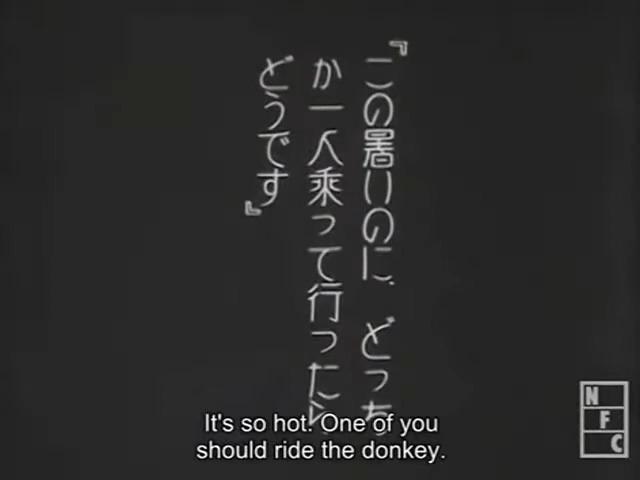 『この暑いのに、どっち
か一人乗って行ったら
どうです』
It's so hot! One of you
should ride the donkey.
NFC